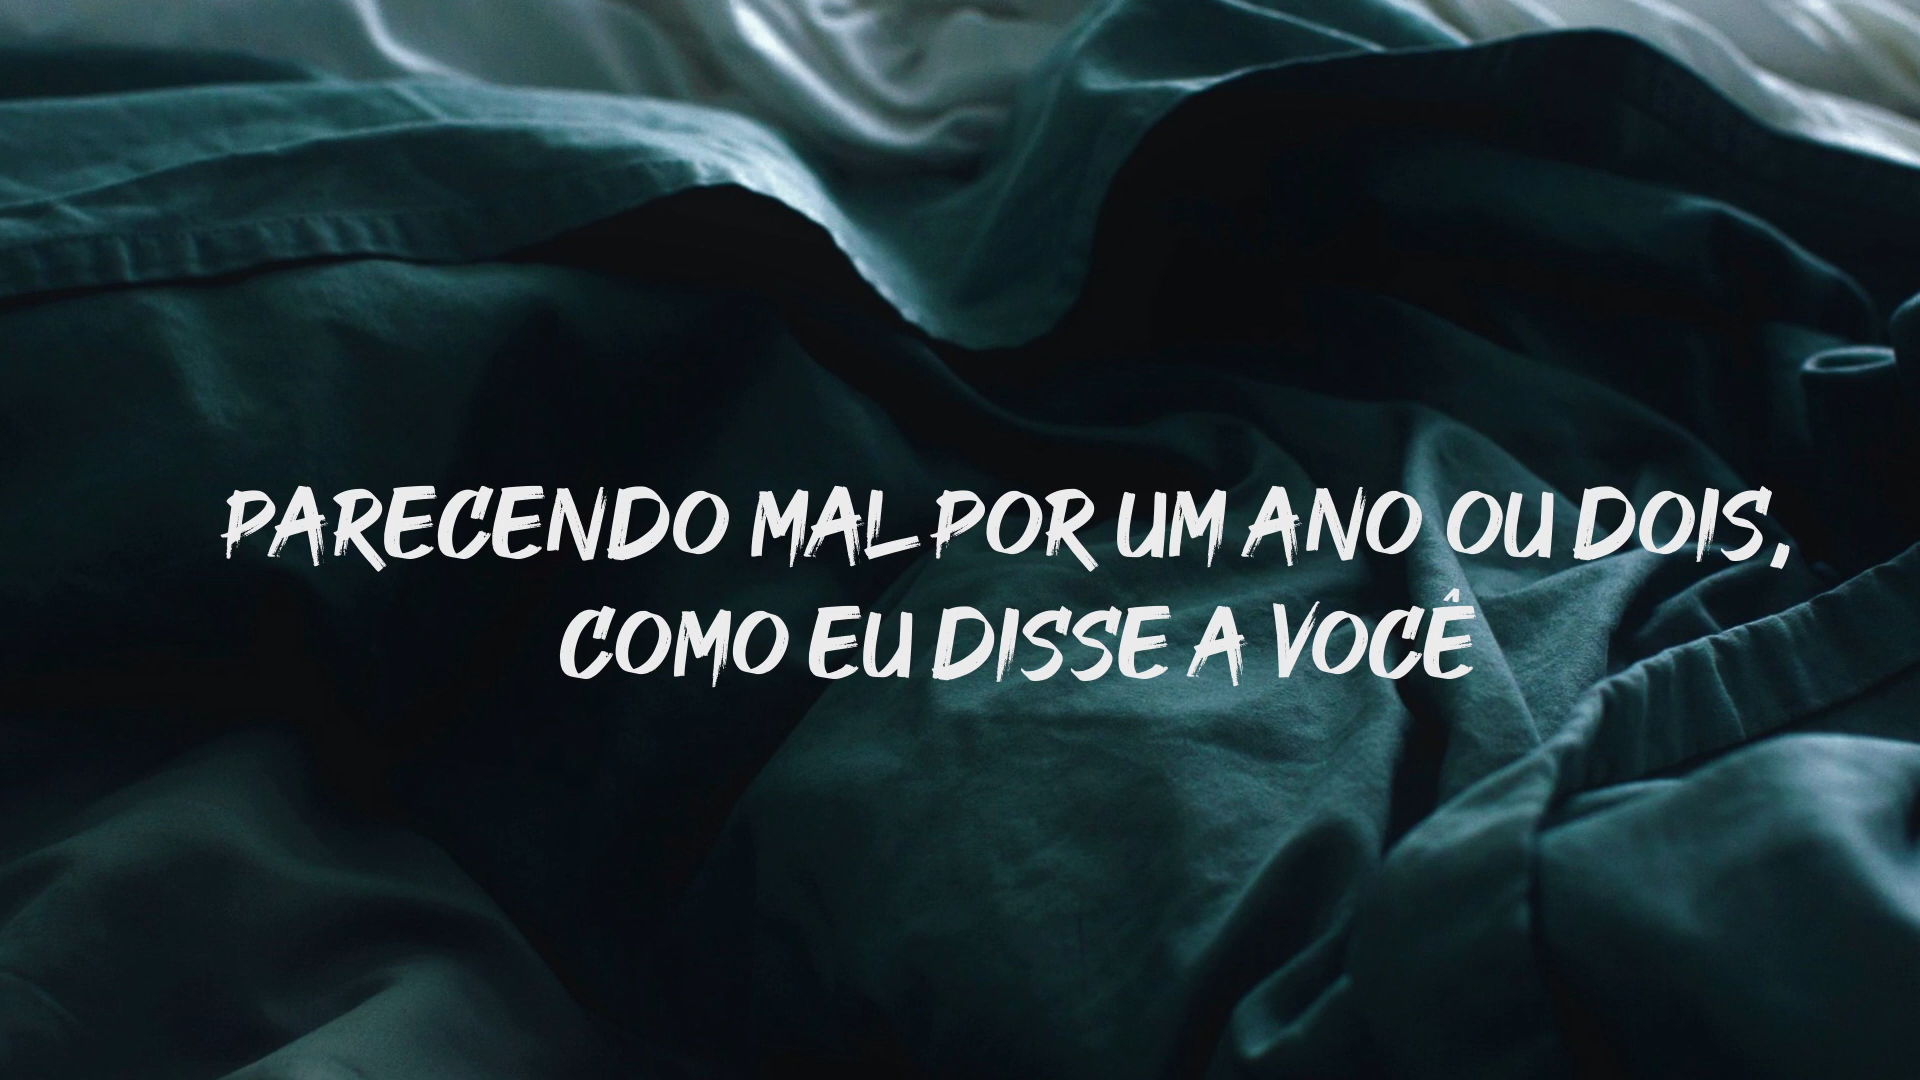 PARECENDO MAL POR UM ANO OU DOIS,
COMO EU DISSE A VOCÊ